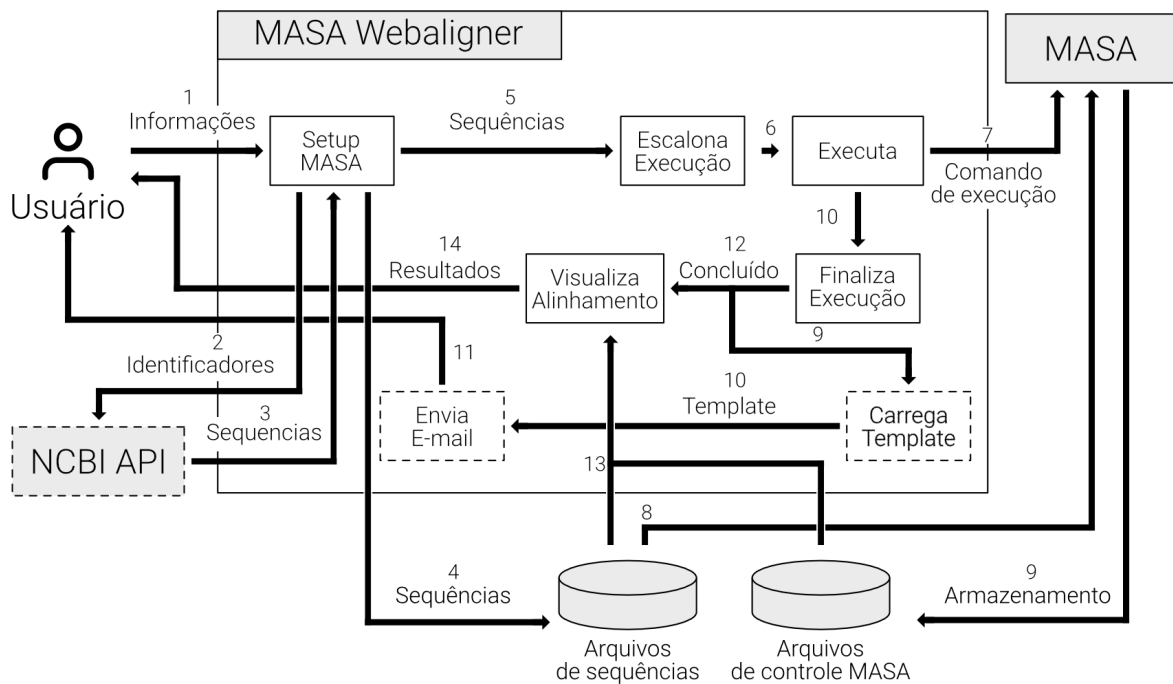 MASA Webaligner
MASA
1
Informações
5
Sequências
6
7
Setup
MASA
Escalona
Execução
Executa
Comando
de execução
Usuário
10
14
Resultados
12
Concluído
Visualiza
Alinhamento
Finaliza
Execução
2
Identificadores
11
9
3
Sequencias
10
Template
Envia
E-mail
Carrega
Template
NCBI API
13
8
4
Sequências
9
Armazenamento
Arquivos
de sequências
Arquivos
de controle MASA